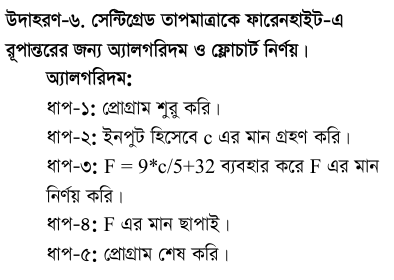 উদাহরণ-৬. সেন্টিগ্রেড তাপমাত্রাকে ফারেনহাইট-এ
রূপান্তরের জন্য অ্যালগরিদম ও ফ্লোচার্ট নির্ণয়।
অ্যালগরিদম:
ধাপ-১: প্রোগ্রাম শুরু করি।
ধাপ-২: ইনপুট হিসেবে c এর মান গ্রহণ করি।
ধাপ-৩: F = 9*c/5+32 ব্যবহার করে F এর মান
নির্ণয় করি।
ধাপ-৪: F এর মান ছাপাই।
ধাপ-৫: প্রোগ্রাম শেষ করি।